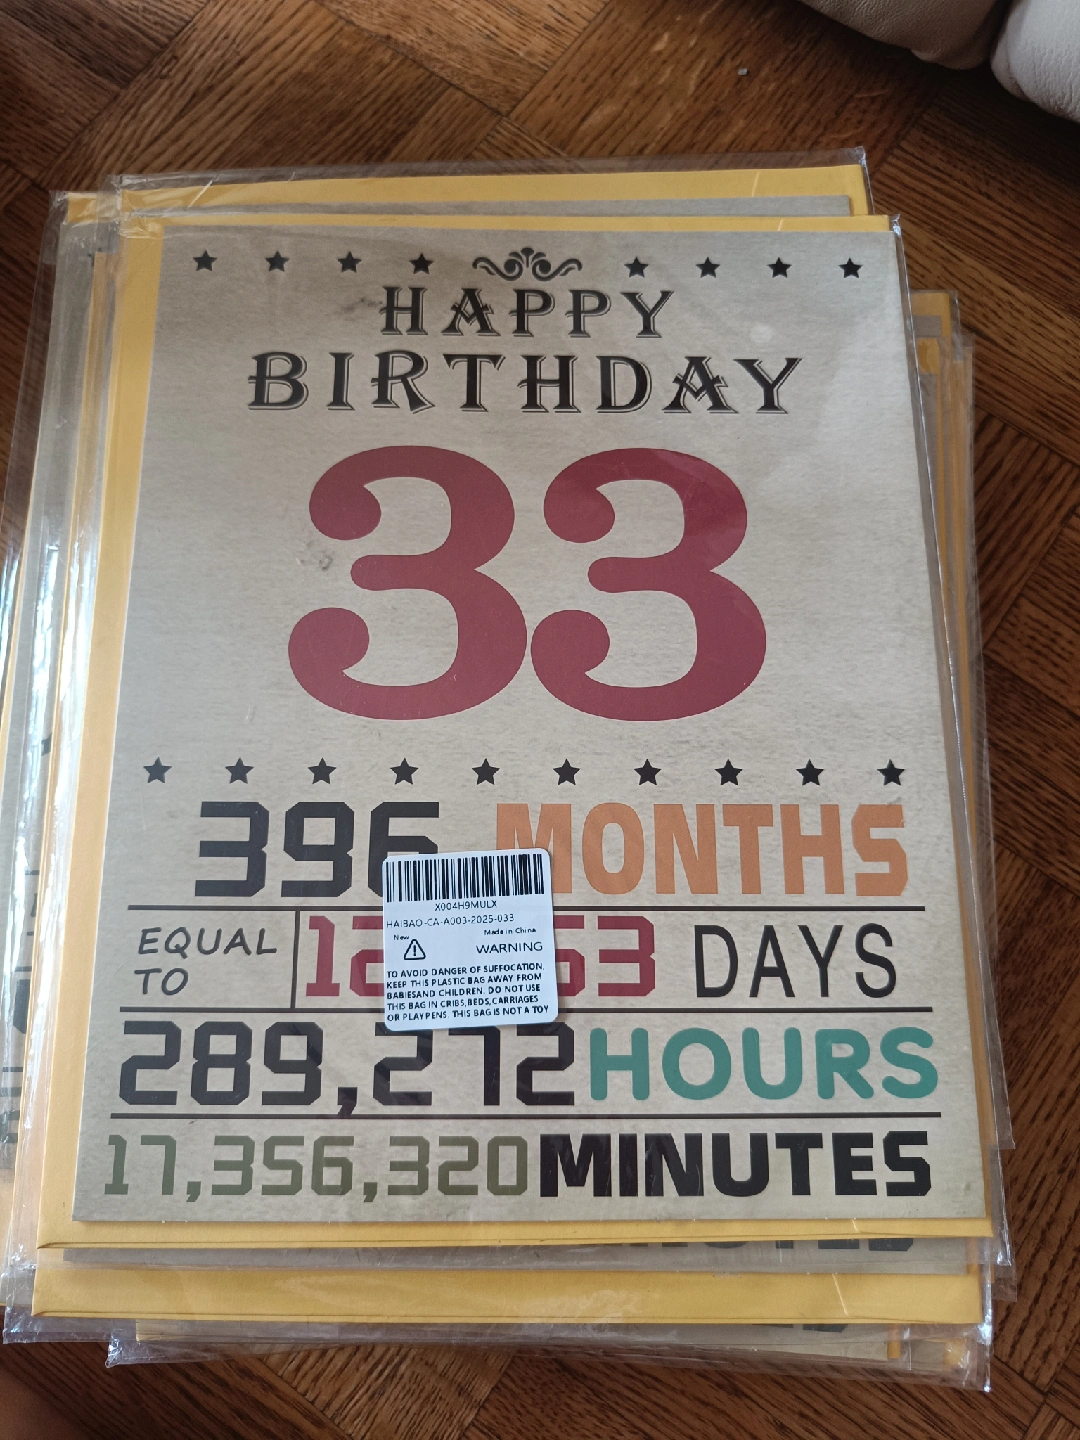 HAPPY
BIRTHDAY
33
396 MONTHS
X004H9MULX
HAIBAO-CA-A003-2025-033
New
Made in China
WARNING
TO AVOID DANGER OF SUFFOCATION,
KEEP THIS PLASTIC BAG AWAY FROM
BABIESAND CHILDREN. DO NOT USE
THIS BAG IN CRIBS,BEDS,CARRIAGES
OR PLAYPENS. THIS BAG IS NOT A TOY
EQUAL
TO
DAYS
289,272 HOURS
17,356,320 MINUTES